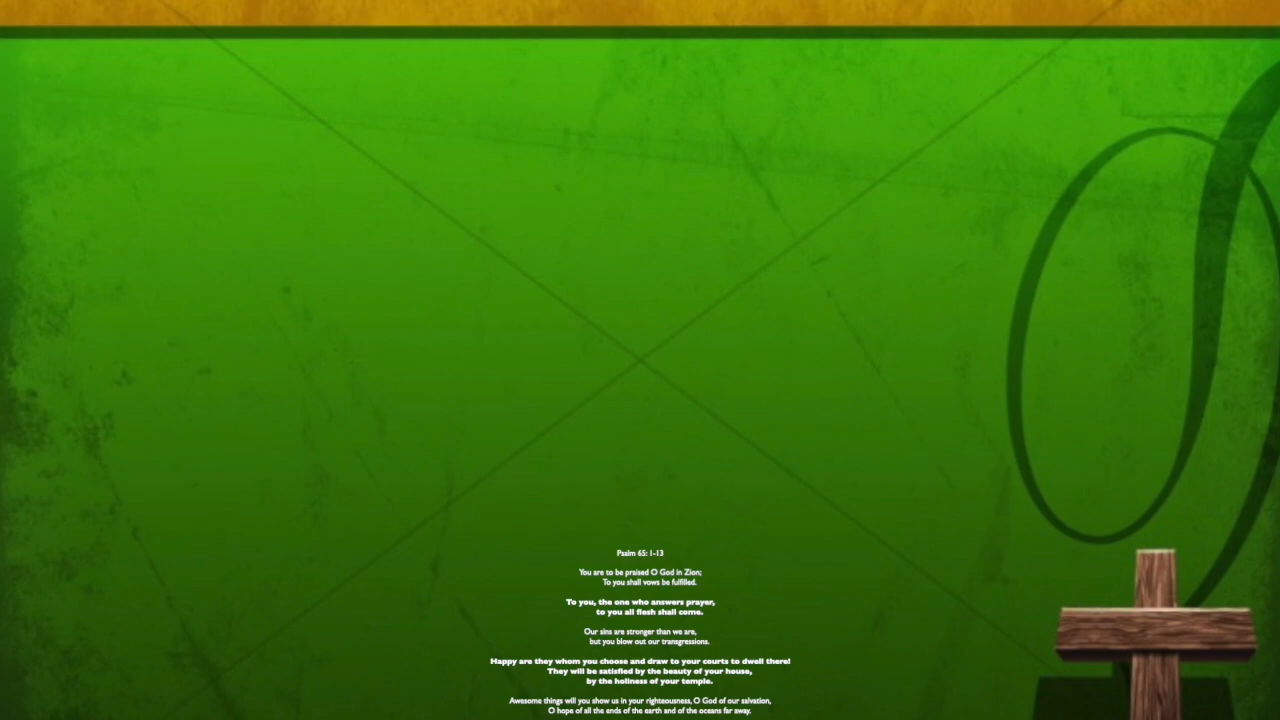 Psalm 65: 1-13
You are to be praised O God in Zion;
To you shall vows be fulfilled.
To you, the one who answers prayer,
to you all flesh shall come.
Our sins are stronger than we are,
but you blow out our transgressions.
Happy are they whom you choose and draw to your courts to dwell there!
They will be satisfied by the beauty of your house,
by the holiness of your temple.
Awesome things will you show us in your righteousness, O God of our salvation,
O hope of all the ends of the earth and of the oceans far away.